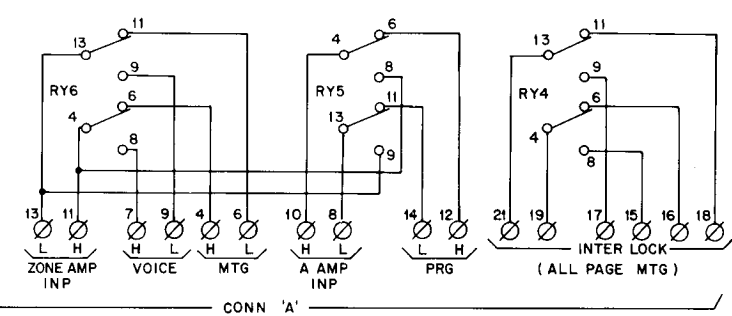 11 6 11
13 4 13
9 8 9
RY6 RY5 RY4
6 11 6
4 13 4
8 9 8
13 11 7 9 4 6 10 8 14 12 21 19 17 15 16 18
L H H L H L H L L H INTER LOCK
ZONE AMP VOICE MTG A AMP PRG (ALL PAGE MTG)
INP INP
CONN 'A'